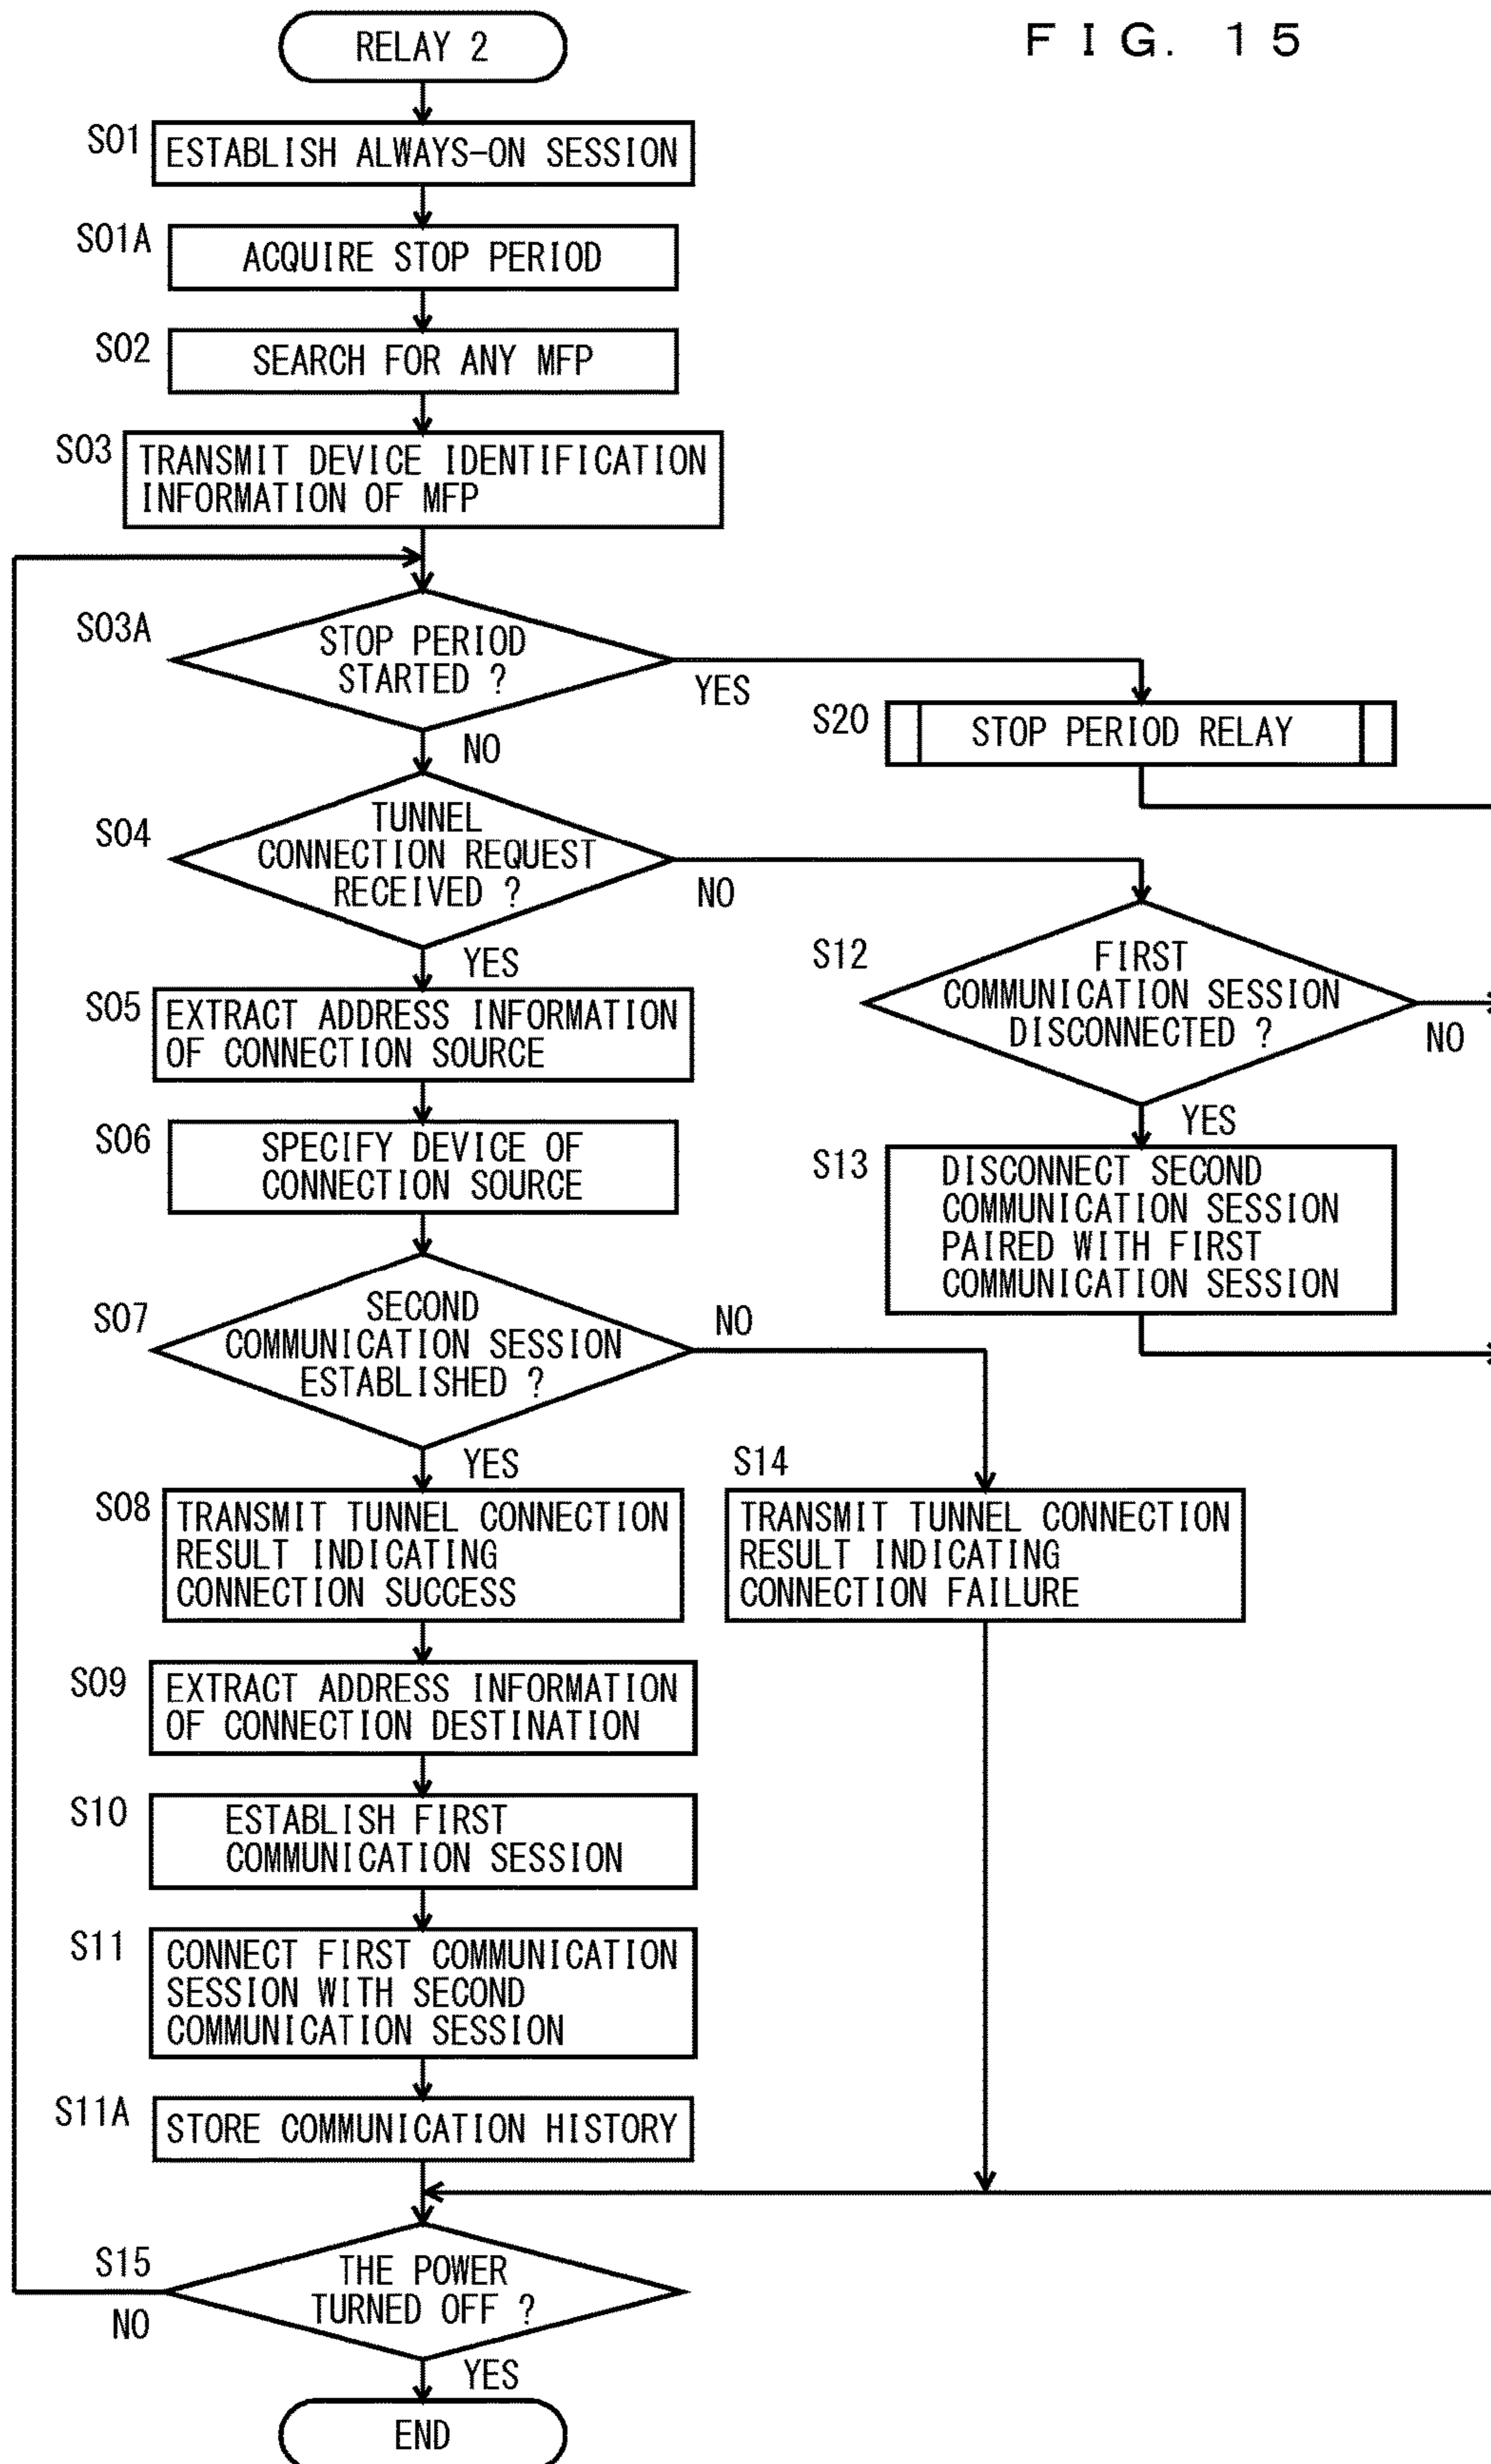 FIG. 15
RELAY 2
S01
ESTABLISH ALWAYS-ON SESSION
S01A
ACQUIRE STOP PERIOD
S02
SEARCH FOR ANY MFP
S03
TRANSMIT DEVICE IDENTIFICATION
INFORMATION OF MFP
S03A
STOP PERIOD
STARTED ?
YES
NO
S20
STOP PERIOD RELAY
S04
TUNNEL
CONNECTION REQUEST
RECEIVED ?
NO
YES
S12
FIRST
COMMUNICATION SESSION
DISCONNECTED ?
NO
YES
S05
EXTRACT ADDRESS INFORMATION
OF CONNECTION SOURCE
S06
SPECIFY DEVICE OF
CONNECTION SOURCE
S13
DISCONNECT SECOND
COMMUNICATION SESSION
PAIRED WITH FIRST
COMMUNICATION SESSION
S07
SECOND
COMMUNICATION SESSION
ESTABLISHED ?
NO
YES
S08
TRANSMIT TUNNEL CONNECTION
RESULT INDICATING
CONNECTION SUCCESS
S14
TRANSMIT TUNNEL CONNECTION
RESULT INDICATING
CONNECTION FAILURE
S09
EXTRACT ADDRESS INFORMATION
OF CONNECTION DESTINATION
S10
ESTABLISH FIRST
COMMUNICATION SESSION
S11
CONNECT FIRST COMMUNICATION
SESSION WITH SECOND
COMMUNICATION SESSION
S11A
STORE COMMUNICATION HISTORY
S15
THE POWER
TURNED OFF ?
NO
YES
END